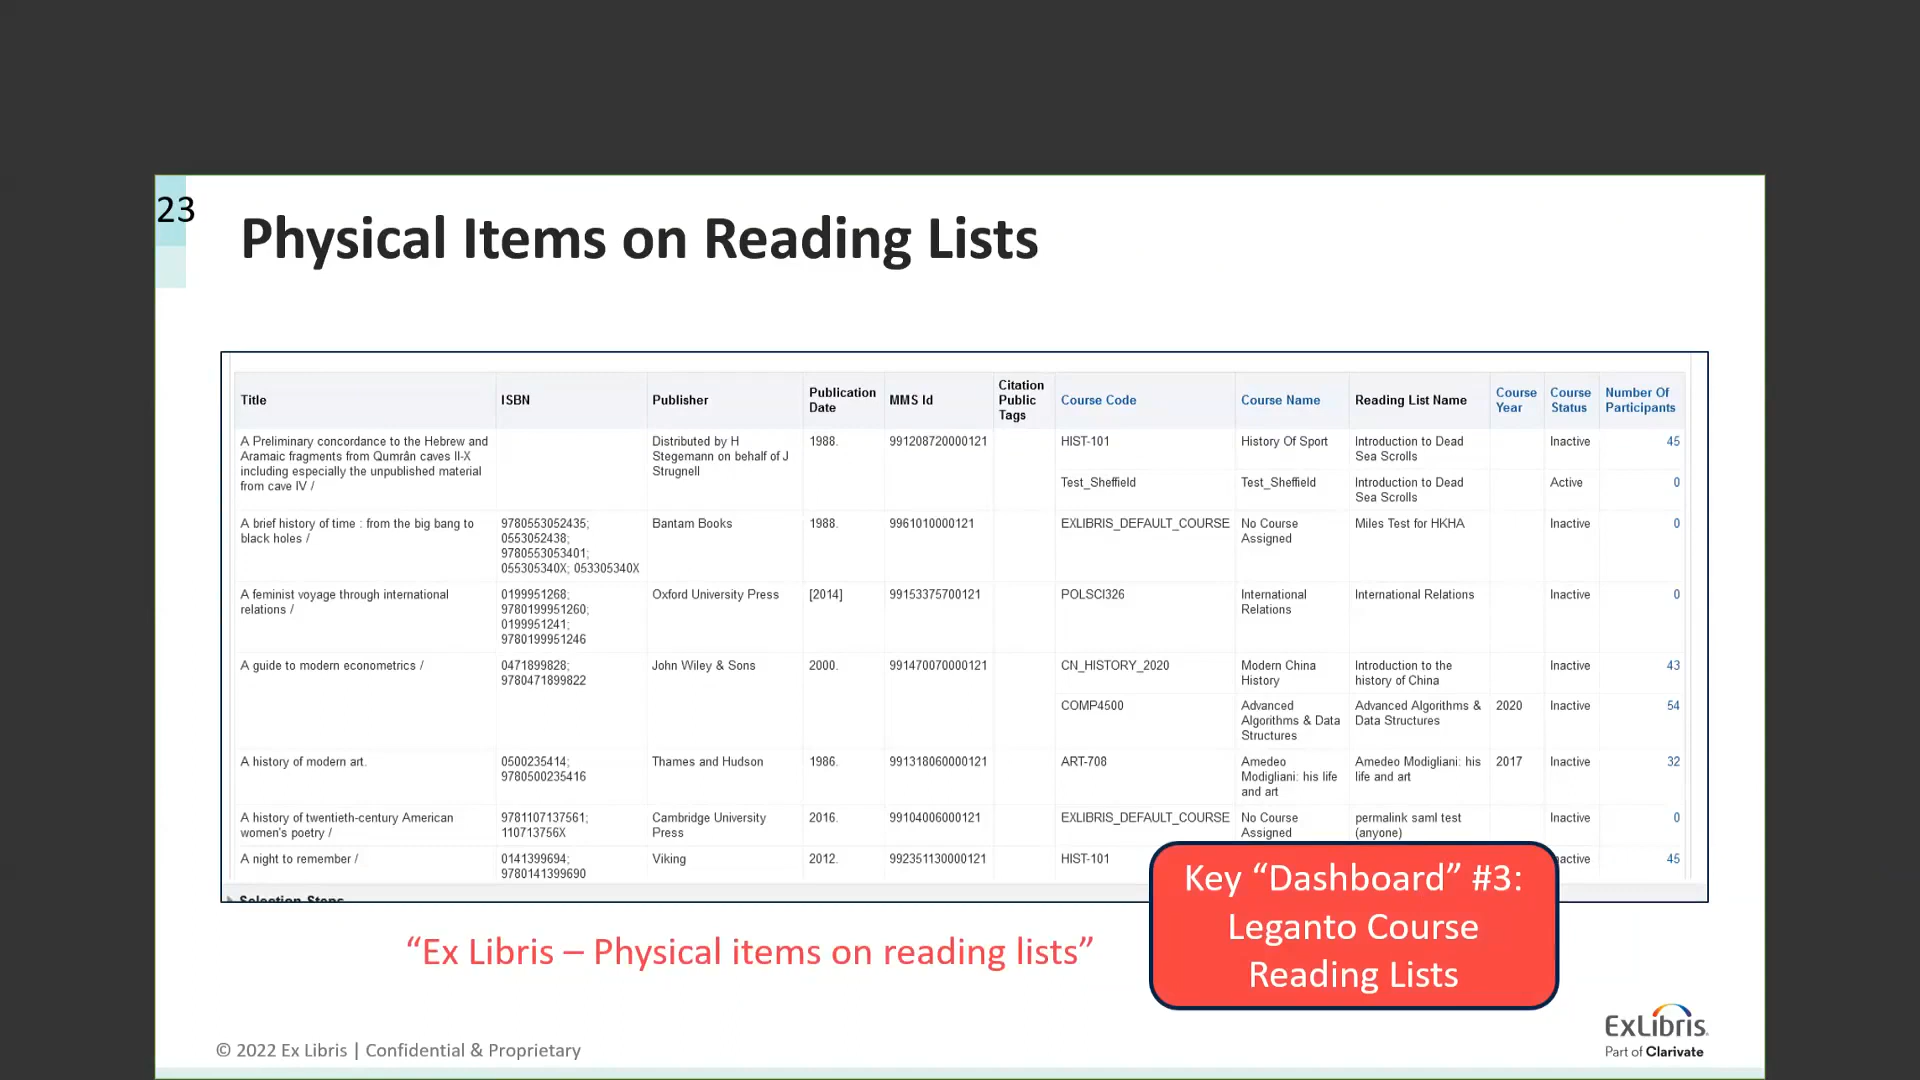 23
Physical Items on Reading Lists
Title ISBN Publisher Publication Date MMS Id Citation Public Tags Course Code Course Name Reading List Name Course Year Course Status Number Of Participants
A Preliminary concordance to the Hebrew and Aramaic fragments from Qumrân caves II-X including especially the unpublished material from cave IV / Distributed by H Stegemann on behalf of J Strugnell 1988. 991208720000121 HIST-101 History Of Sport Introduction to Dead Sea Scrolls Inactive 45
Test_Sheffield Test_Sheffield Introduction to Dead Sea Scrolls Active 0
A brief history of time : from the big bang to black holes / 9780553052435; 0553052438; 9780553053401; 055305340X; 053305340X Bantam Books 1988. 9961010000121 EXLIBRIS_DEFAULT_COURSE No Course Assigned Miles Test for HKHA Inactive 0
A feminist voyage through international relations / 0199951268; 9780199951260; 0199951241; 9780199951246 Oxford University Press [2014] 99153375700121 POLSCI326 International Relations International Relations Inactive 0
A guide to modern econometrics / 0471899828; 9780471899822 John Wiley & Sons 2000. 991470070000121 CN_HISTORY_2020 Modern China History Introduction to the history of China Inactive 43
COMP4500 Advanced Algorithms & Data Structures Advanced Algorithms & Data Structures 2020 Inactive 54
A history of modern art. 0500235414; 9780500235416 Thames and Hudson 1986. 991318060000121 ART-708 Amedeo Modigliani: his life and art Amedeo Modigliani: his life and art 2017 Inactive 32
A history of twentieth-century American women's poetry / 9781107137561; 110713756X Cambridge University Press 2016. 99104006000121 EXLIBRIS_DEFAULT_COURSE No Course Assigned permalink saml test (anyone) Inactive 0
A night to remember / 0141399694; 9780141399690 Viking 2012. 992351130000121 HIST-101 45
Selection Steps
Key “Dashboard” #3:
Leganto Course
Reading Lists
“Ex Libris – Physical items on reading lists”
© 2022 Ex Libris | Confidential & Proprietary
ExLibris
Part of Clarivate